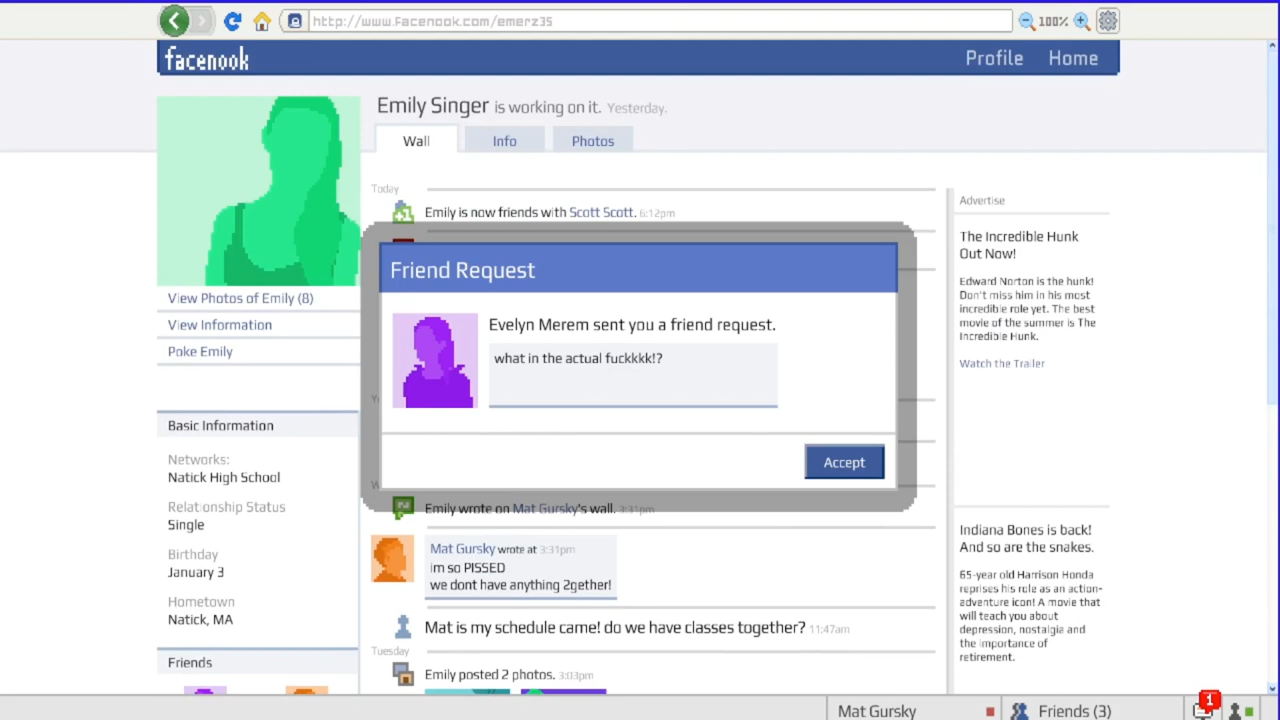 http://www.Facenook.com/emerz35
100%
facenook
Profile
Home
Emily Singer is working on it. Yesterday.
Wall
Info
Photos
Today
Emily is now friends with Scott Scott. 6:12pm
Friend Request
Evelyn Merem sent you a friend request.
what in the actual fuckkkk!?
Accept
Emily wrote on Mat Gursky's wall. 3:31pm
Mat Gursky wrote at 3:31pm
im so PISSED
we dont have anything 2gether!
Mat is my schedule came! do we have classes together? 11:47am
Tuesday
Emily posted 2 photos. 3:03pm
View Photos of Emily (8)
View Information
Poke Emily
Basic Information
Networks:
Natick High School
Relationship Status
Single
Birthday
January 3
Hometown
Natick, MA
Friends
Advertise
The Incredible Hunk
Out Now!
Edward Norton is the hunk!
Don't miss him in his most
incredible role yet. The best
movie of the summer is The
Incredible Hunk.
Watch the Trailer
Indiana Bones is back!
And so are the snakes.
65-year old Harrison Honda
reprises his role as an action-
adventure icon! A movie that
will teach you about
depression, nostalgia and
the importance of
retirement.
Mat Gursky
Friends (3)
1